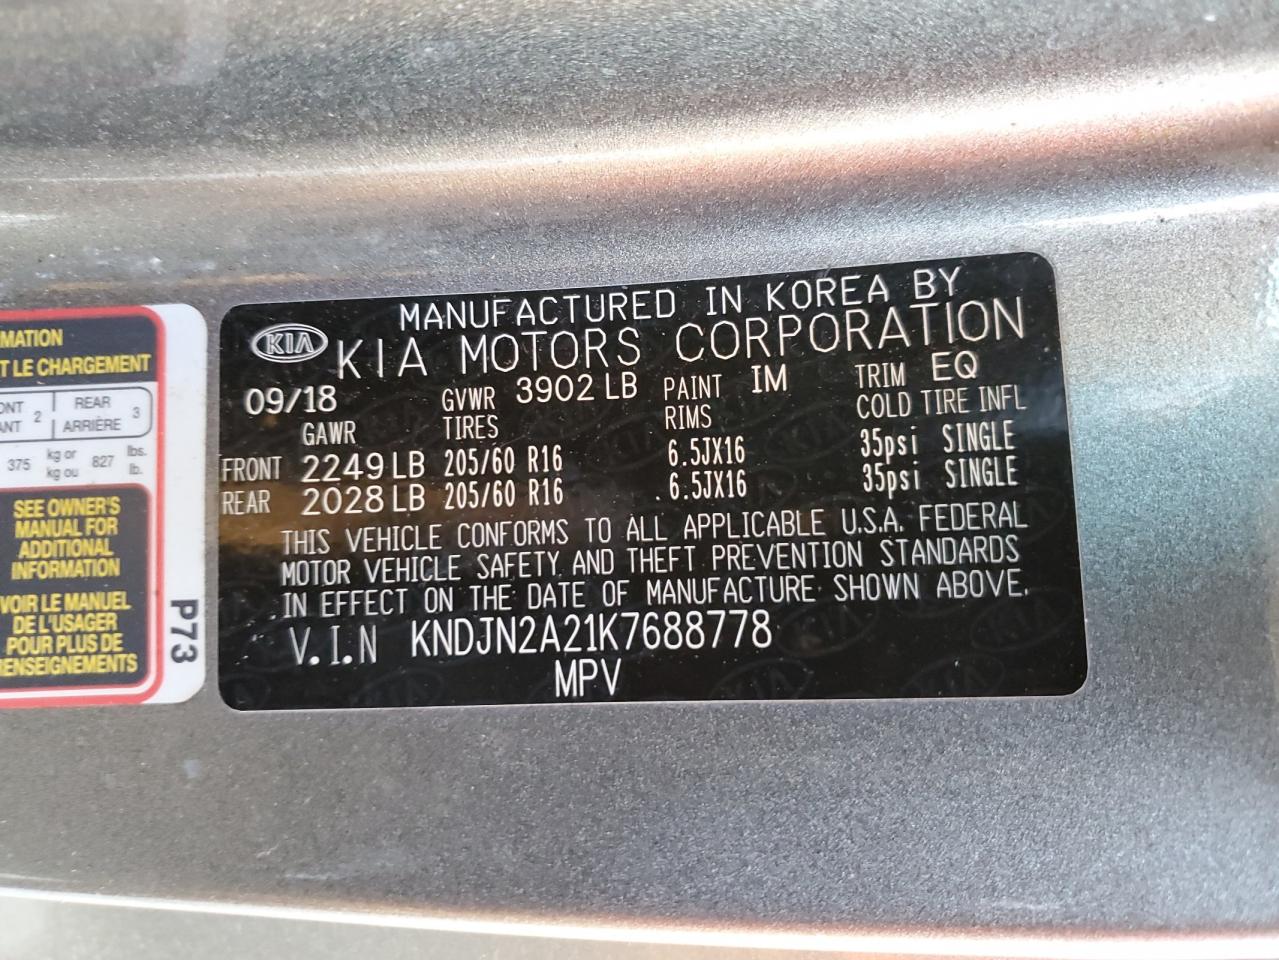 MATION
T LE CHARGEMENT
NT 2 REAR 3
ANT ARRIÈRE
375 kg or kg ou 827 lbs. lb.
SEE OWNER'S
MANUAL FOR
ADDITIONAL
INFORMATION
VOIR LE MANUEL
DE L'USAGER
POUR PLUS DE
RENSEIGNEMENTS
P73
MANUFACTURED IN KOREA BY
KIA KIA MOTORS CORPORATION
09/18 GVWR 3902 LB PAINT IM TRIM EQ
GAWR TIRES RIMS COLD TIRE INFL
FRONT 2249 LB 205/60 R16 6.5JX16 35psi SINGLE
REAR 2028 LB 205/60 R16 6.5JX16 35psi SINGLE
THIS VEHICLE CONFORMS TO ALL APPLICABLE U.S.A. FEDERAL
MOTOR VEHICLE SAFETY AND THEFT PREVENTION STANDARDS
IN EFFECT ON THE DATE OF MANUFACTURE SHOWN ABOVE.
V.I.N KNDJN2A21K7688778
MPV